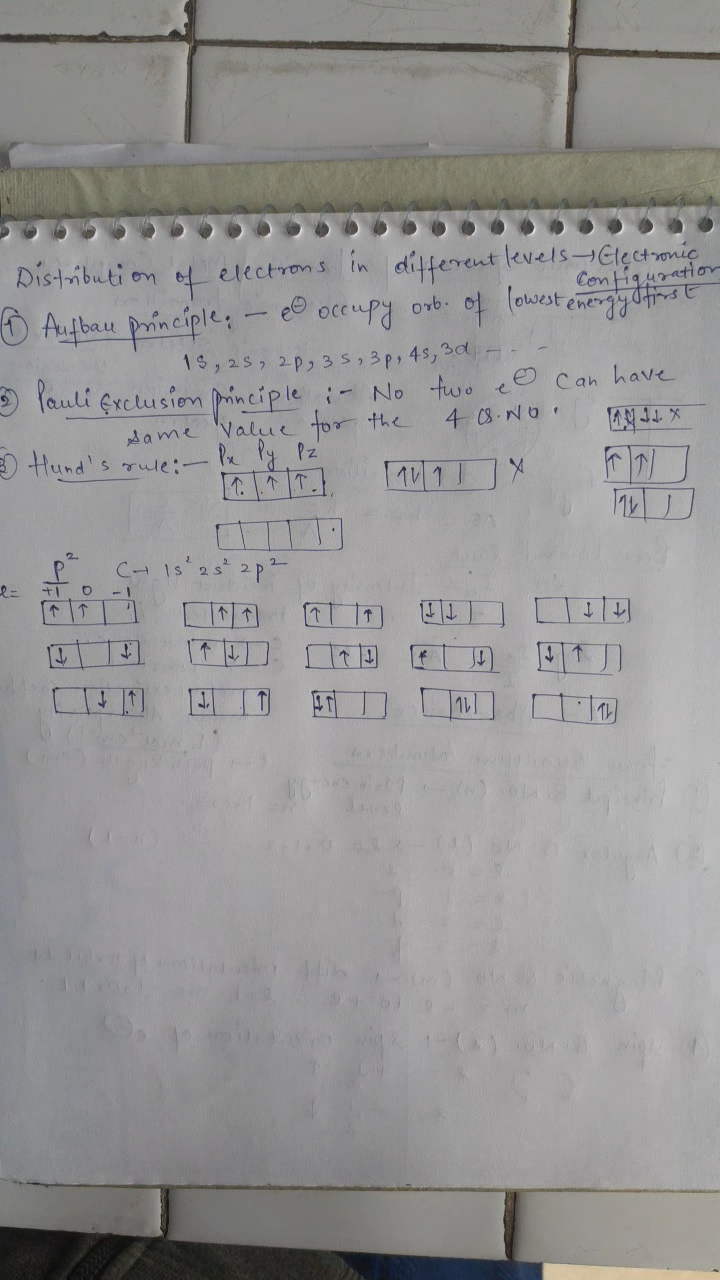 Distribution of electrons in different levels → Electronic
Configuration
① Aufbau principle :- e⊖ occupy orb. of lowest energy first
1s, 2s, 2p, 3s, 3p, 4s, 3d - - -
② Pauli Exclusion principle :- No two e⊖ can have
same value for the 4 Q.No.
↑↓ ↓↓ x
③ Hund's rule :- Px Py Pz
↑ ↑ ↑
↑↓ ↑ x
↑ ↑
↑↓
p² C → 1s² 2s² 2p²
+1 0 -1
↑ ↑ ↑ ↑ ↑ ↑ ↓ ↓ ↓ ↓
↓ ↓ ↑ ↓ ↑ ↓ ↑ ↓ ↓ ↑
↓ ↑ ↓ ↑ ↓↑ ↑↓ ↑↓